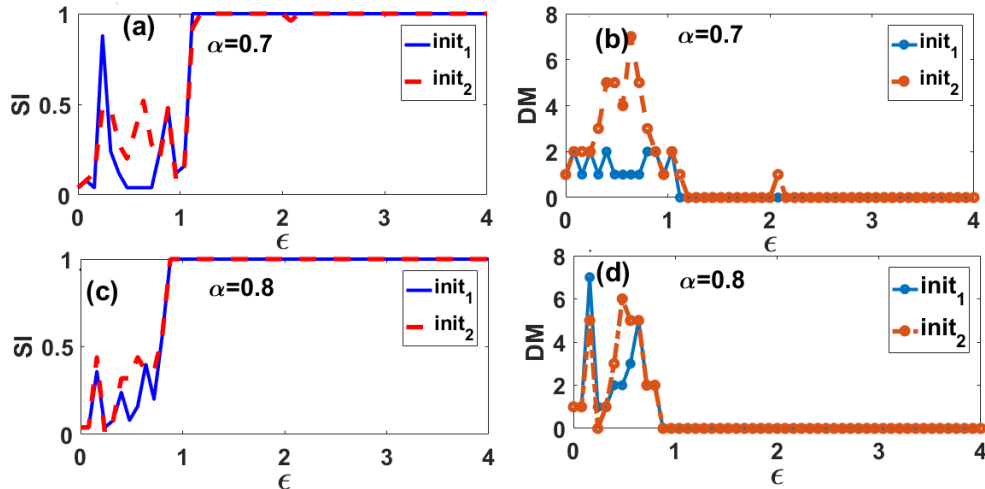 (a)
α=0.7
init1
init2
SI
1
0.5
0
0 1 2 3 4
ϵ
(b)
α=0.7
init1
init2
DM
8
6
4
2
0
0 1 2 3 4
ϵ
(c)
α=0.8
init1
init2
SI
1
0.5
0
0 1 2 3 4
ϵ
(d)
α=0.8
init1
init2
DM
8
6
4
2
0
0 1 2 3 4
ϵ